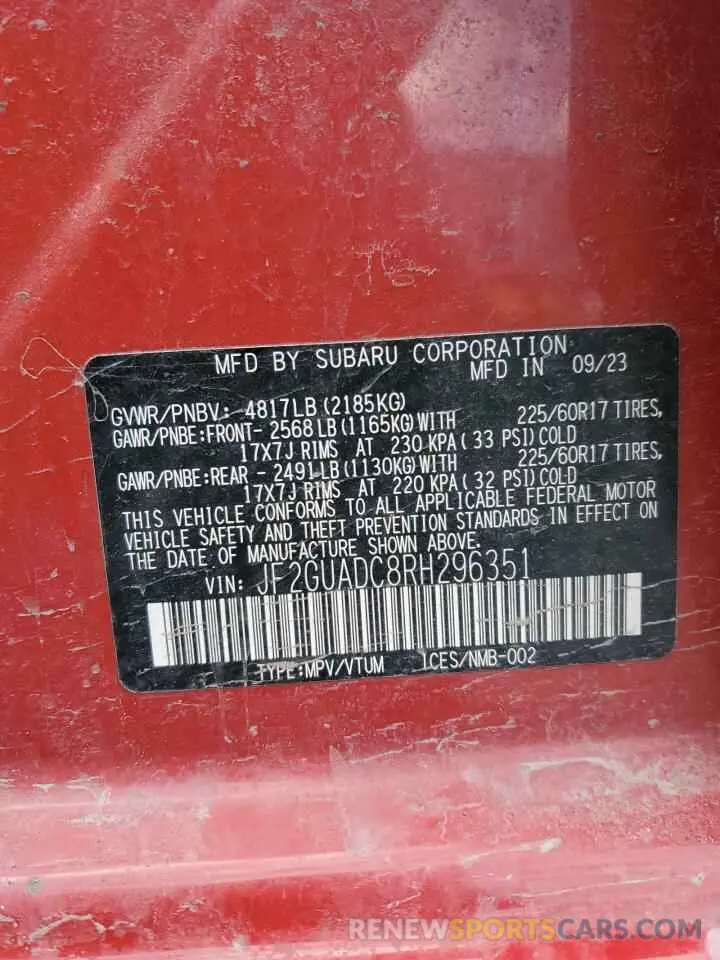 MFD BY SUBARU CORPORATION
MFD IN 09/23
GVWR/PNBV: 4817LB (2185KG)
GAWR/PNBE:FRONT- 2568 LB (1165KG) WITH 225/60R17 TIRES,
17X7J RIMS AT 230 KPA ( 33 PSI) COLD
GAWR/PNBE:REAR - 2491LB (1130KG) WITH 225/60R17 TIRES,
17X7J RIMS AT 220 KPA ( 32 PSI) COLD
THIS VEHICLE CONFORMS TO ALL APPLICABLE FEDERAL MOTOR
VEHICLE SAFETY AND THEFT PREVENTION STANDARDS IN EFFECT ON
THE DATE OF MANUFACTURE SHOWN ABOVE.
VIN: JF2GUADC8RH296351
TYPE:MPV/VTUM ICES/NMB-002
RENEWSPORTSCARS.COM